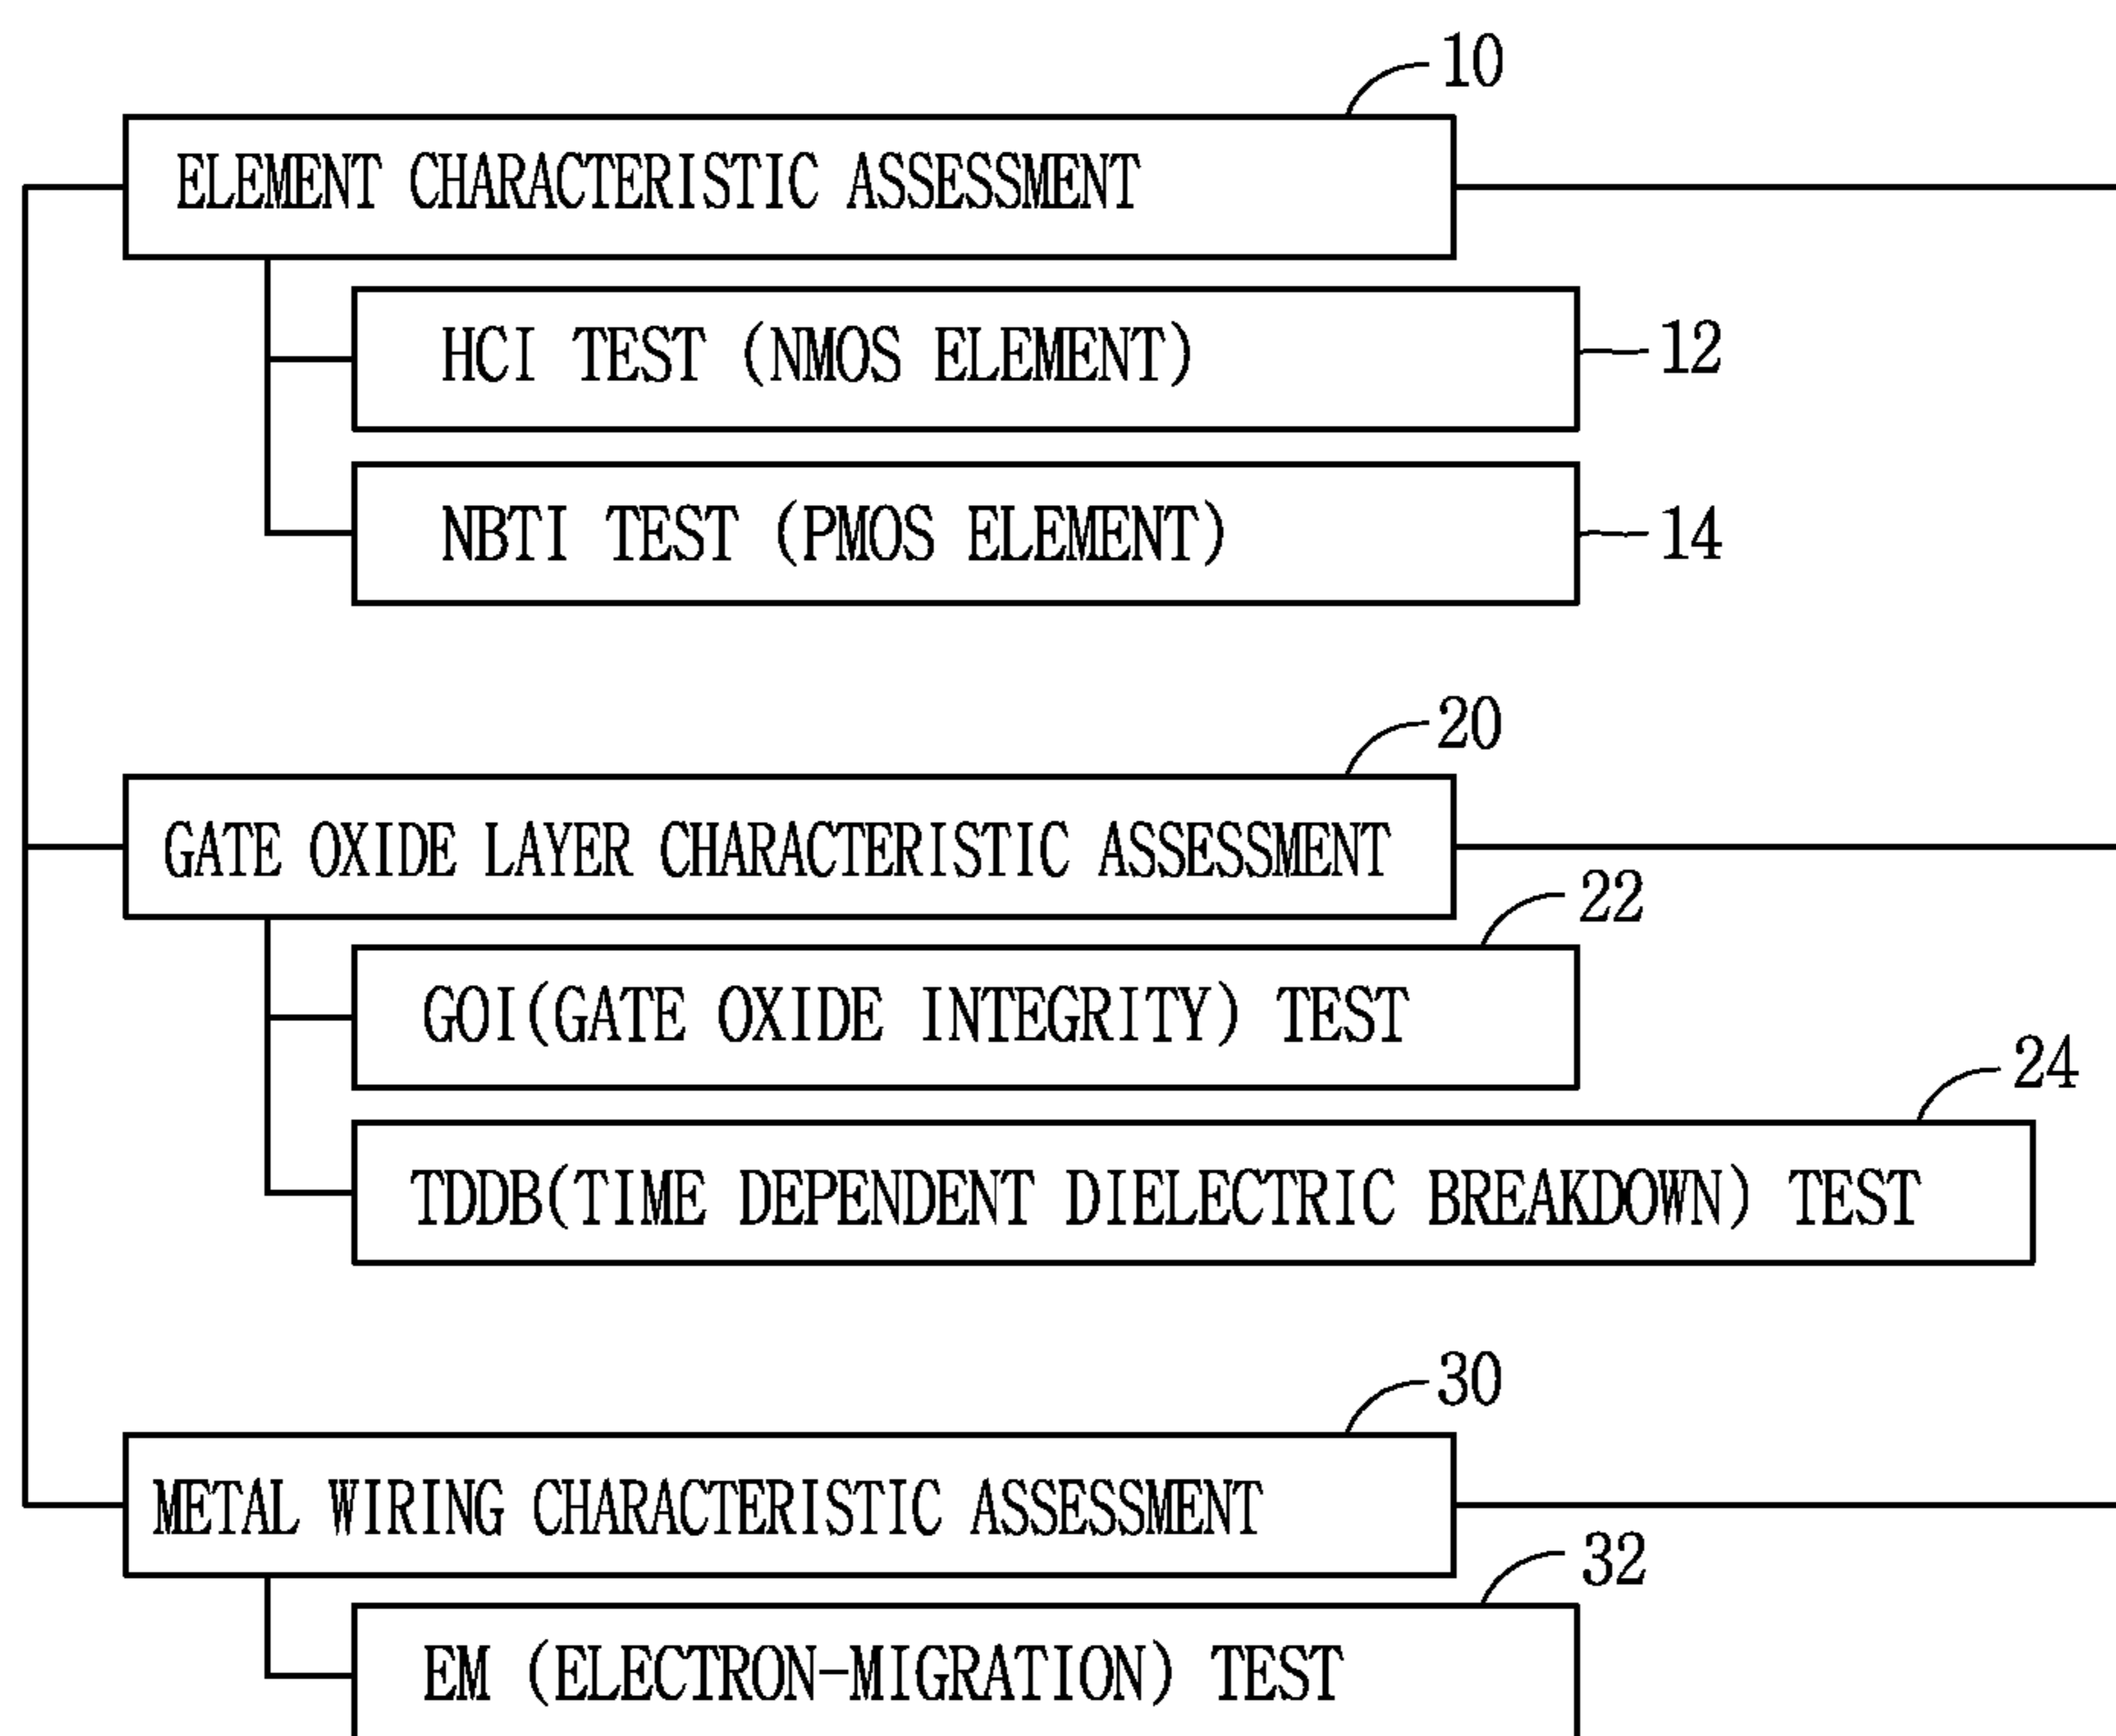 10
ELEMENT CHARACTERISTIC ASSESSMENT
HCI TEST (NMOS ELEMENT)
12
NBTI TEST (PMOS ELEMENT)
14
20
GATE OXIDE LAYER CHARACTERISTIC ASSESSMENT
22
GOI(GATE OXIDE INTEGRITY) TEST
24
TDDB(TIME DEPENDENT DIELECTRIC BREAKDOWN) TEST
30
METAL WIRING CHARACTERISTIC ASSESSMENT
32
EM (ELECTRON-MIGRATION) TEST